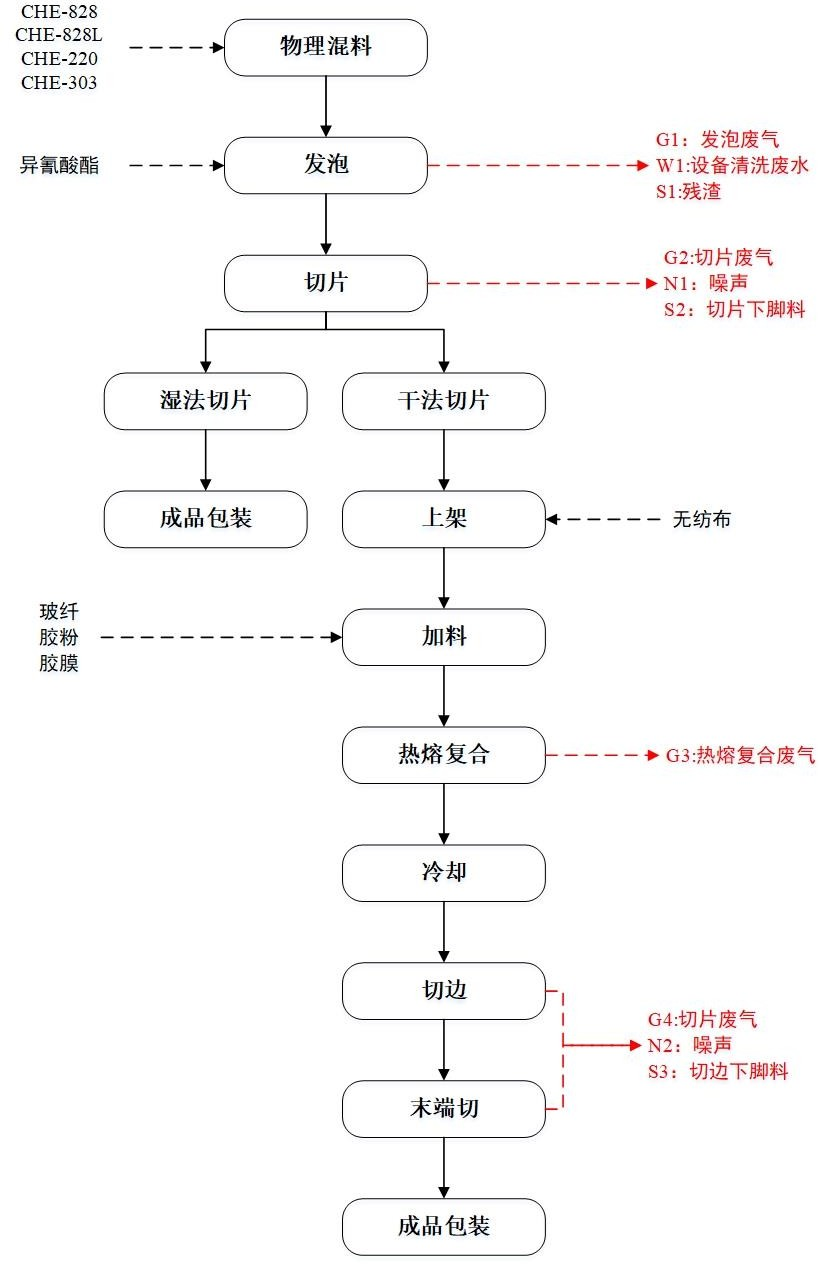 CHE-828
CHE-828L
CHE-220
CHE-303
物理混料
异氰酸酯
发泡
G1：发泡废气
W1:设备清洗废水
S1:残渣
切片
G2:切片废气
N1：噪声
S2：切片下脚料
湿法切片
干法切片
成品包装
上架
无纺布
玻纤
胶粉
胶膜
加料
热熔复合
G3:热熔复合废气
冷却
切边
G4:切片废气
N2：噪声
S3：切边下脚料
末端切
成品包装